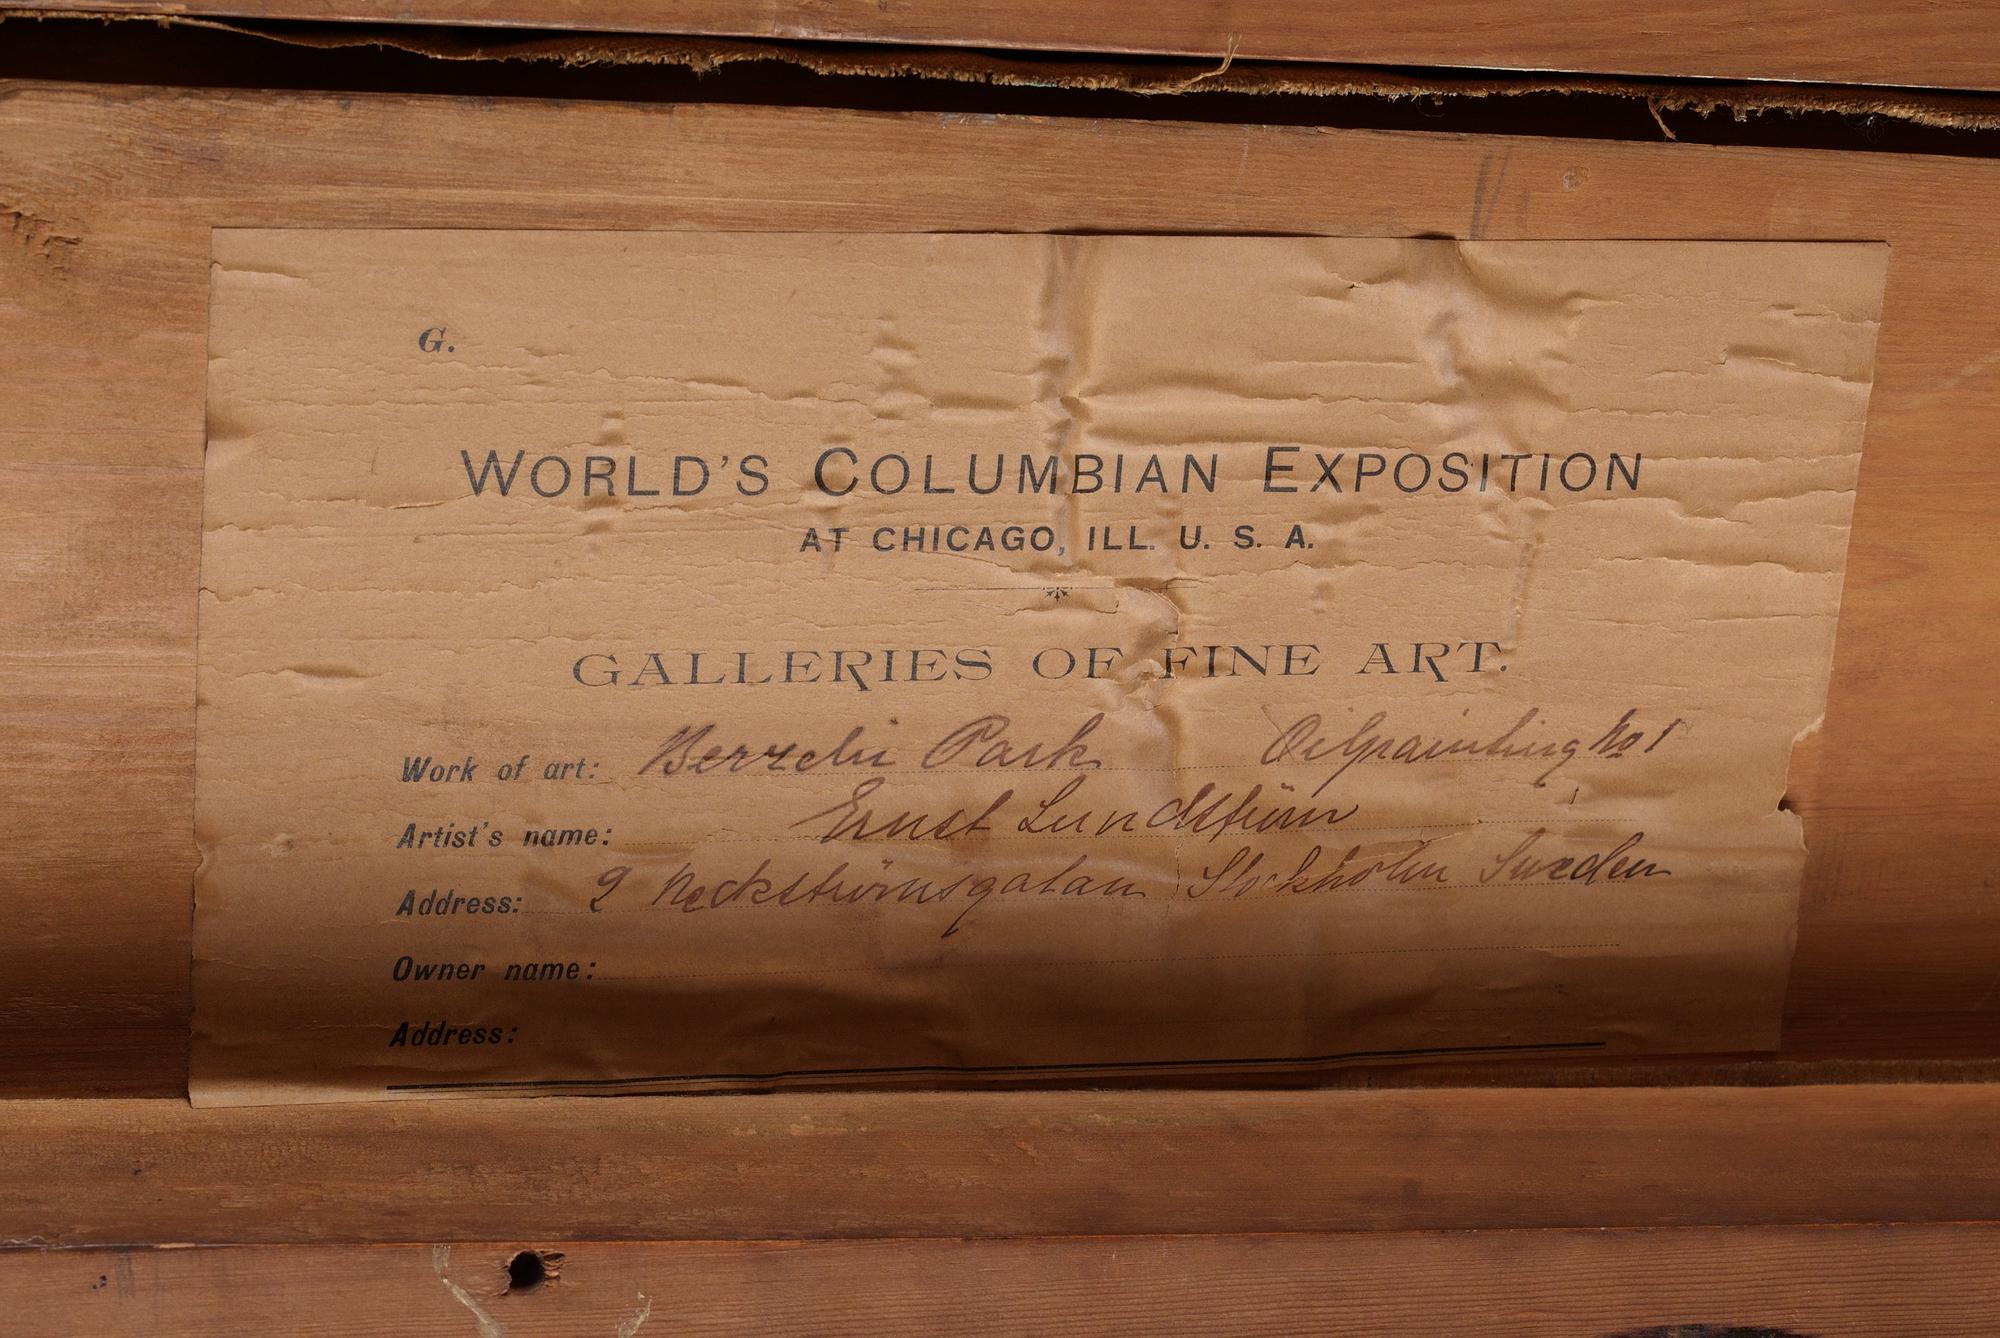 G.
WORLD'S COLUMBIAN EXPOSITION
AT CHICAGO, ILL. U. S. A.
GALLERIES OF FINE ART.
Work of art: Berzelii Park Oilpainting No 1
Artist's name: Ernst Lundström
Address: 9 Stockholm Sweden
Owner name:
Address: